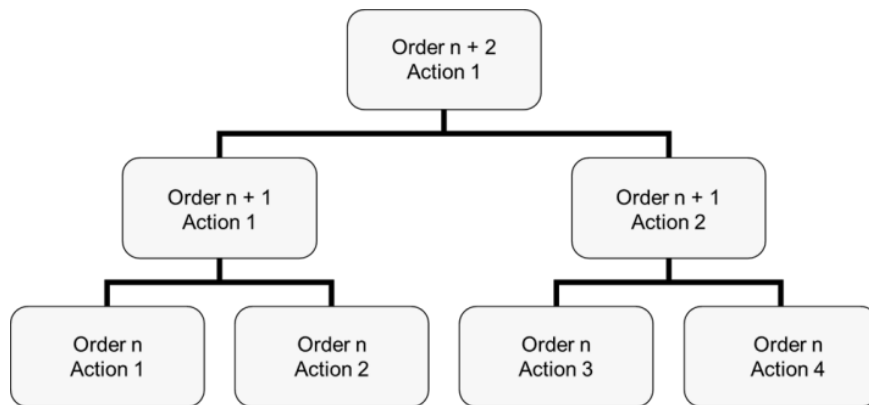 Order n + 2
Action 1
Order n + 1
Action 1
Order n + 1
Action 2
Order n
Action 1
Order n
Action 2
Order n
Action 3
Order n
Action 4